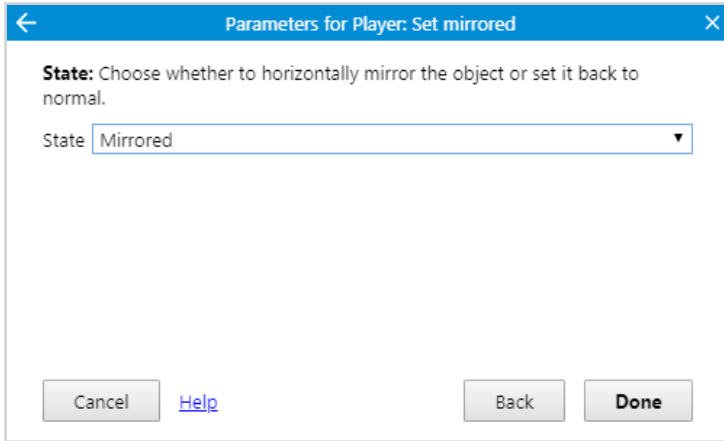 Parameters for Player: Set mirrored
State: Choose whether to horizontally mirror the object or set it back to
normal.
State Mirrored
Cancel Help Back Done